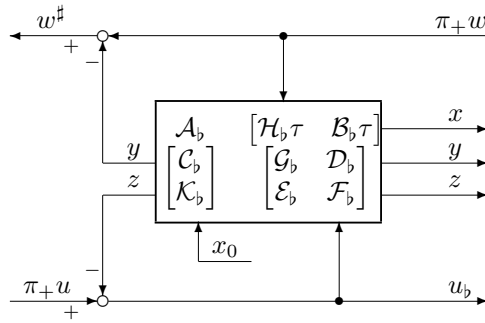 w♯ π₊w
+
−
𝒜♭ [ℋ♭τ ℬ♭τ] x
y [𝒞♭ [𝒢♭ 𝒟♭ y
z 𝒦♭] ℰ♭ ℱ♭] z
x₀
−
π₊u u♭
+